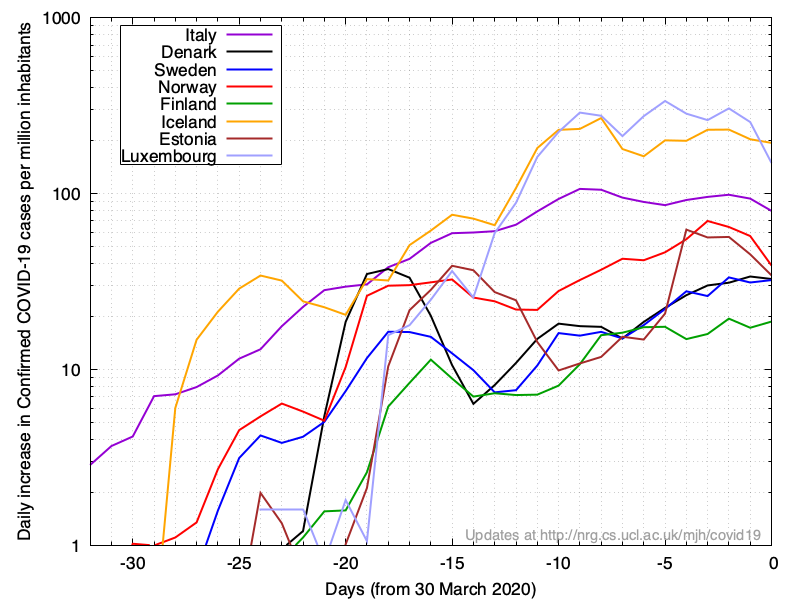 Daily increase in Confirmed COVID-19 cases per million inhabitants
1000
100
10
1
Italy
Denark
Sweden
Norway
Finland
Iceland
Estonia
Luxembourg
Updates at http://nrg.cs.ucl.ac.uk/mjh/covid19
-30 -25 -20 -15 -10 -5 0
Days (from 30 March 2020)